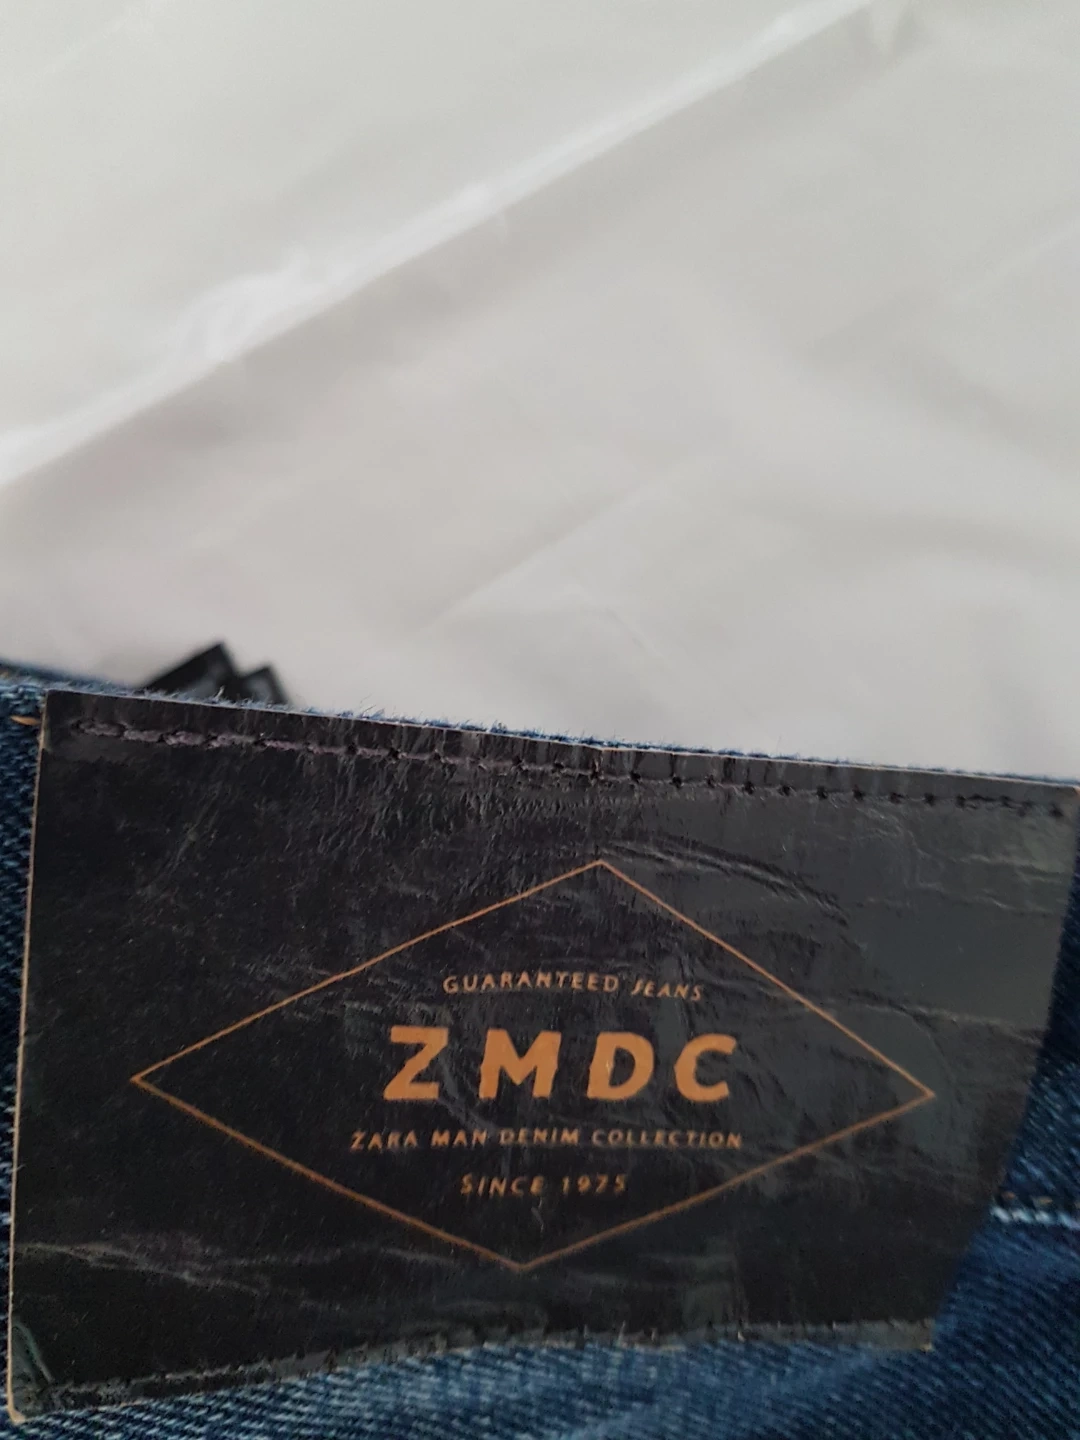 GUARANTEED JEANS
ZMDC
ZARA MAN DENIM COLLECTION
SINCE 1975